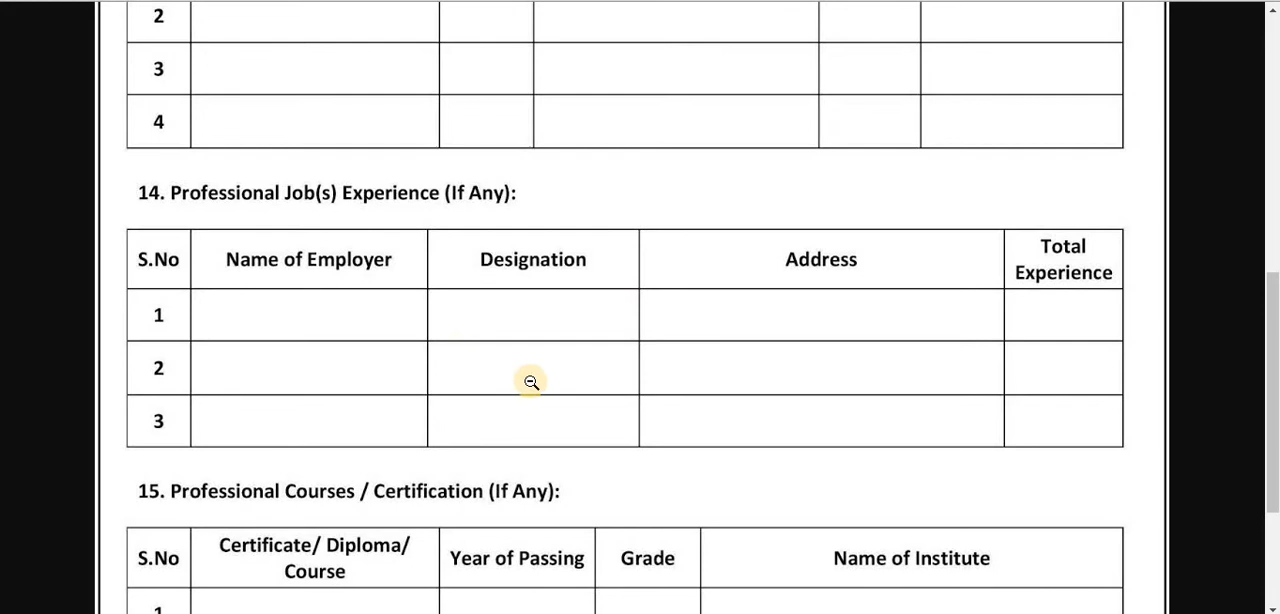 2
3
4
14. Professional Job(s) Experience (If Any):
S.No Name of Employer Designation Address Total Experience
1
2
3
15. Professional Courses / Certification (If Any):
S.No Certificate/ Diploma/ Course Year of Passing Grade Name of Institute
1